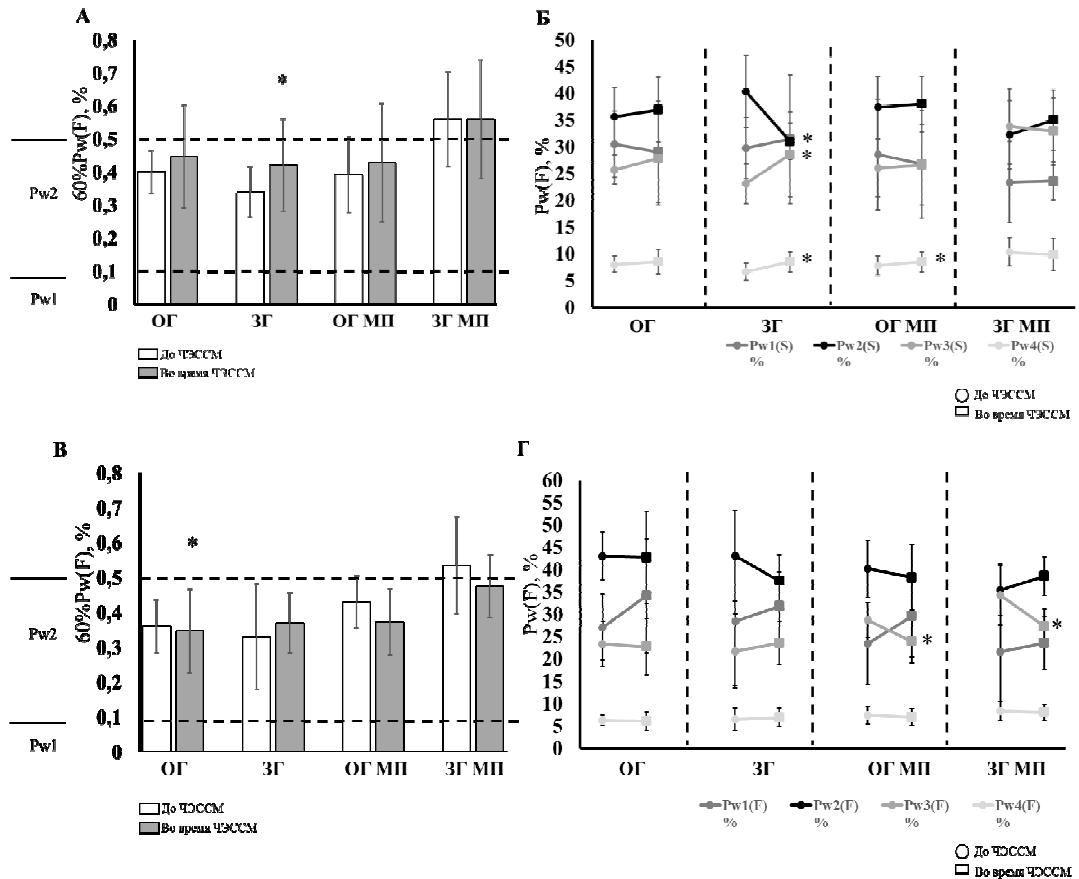 А
60%Pw(F), %
0,8
0,7
0,6
0,5
0,4
0,3
0,2
0,1
0
Pw2
Pw1
*
ОГ ЗГ ОГ МП ЗГ МП
До ЧЭССМ
Во время ЧЭССМ
Б
Pw(F), %
50
45
40
35
30
25
20
15
10
5
0
*
*
*
*
ОГ ЗГ ОГ МП ЗГ МП
Pw1(S) % Pw2(S) % Pw3(S) % Pw4(S) %
До ЧЭССМ
Во время ЧЭССМ
В
60%Pw(F), %
0,8
0,7
0,6
0,5
0,4
0,3
0,2
0,1
0
Pw2
Pw1
*
ОГ ЗГ ОГ МП ЗГ МП
До ЧЭССМ
Во время ЧЭССМ
Г
Pw(F), %
60
55
50
45
40
35
30
25
20
15
10
5
0
*
*
ОГ ЗГ ОГ МП ЗГ МП
Pw1(F) % Pw2(F) % Pw3(F) % Pw4(F) %
До ЧЭССМ
Во время ЧЭССМ